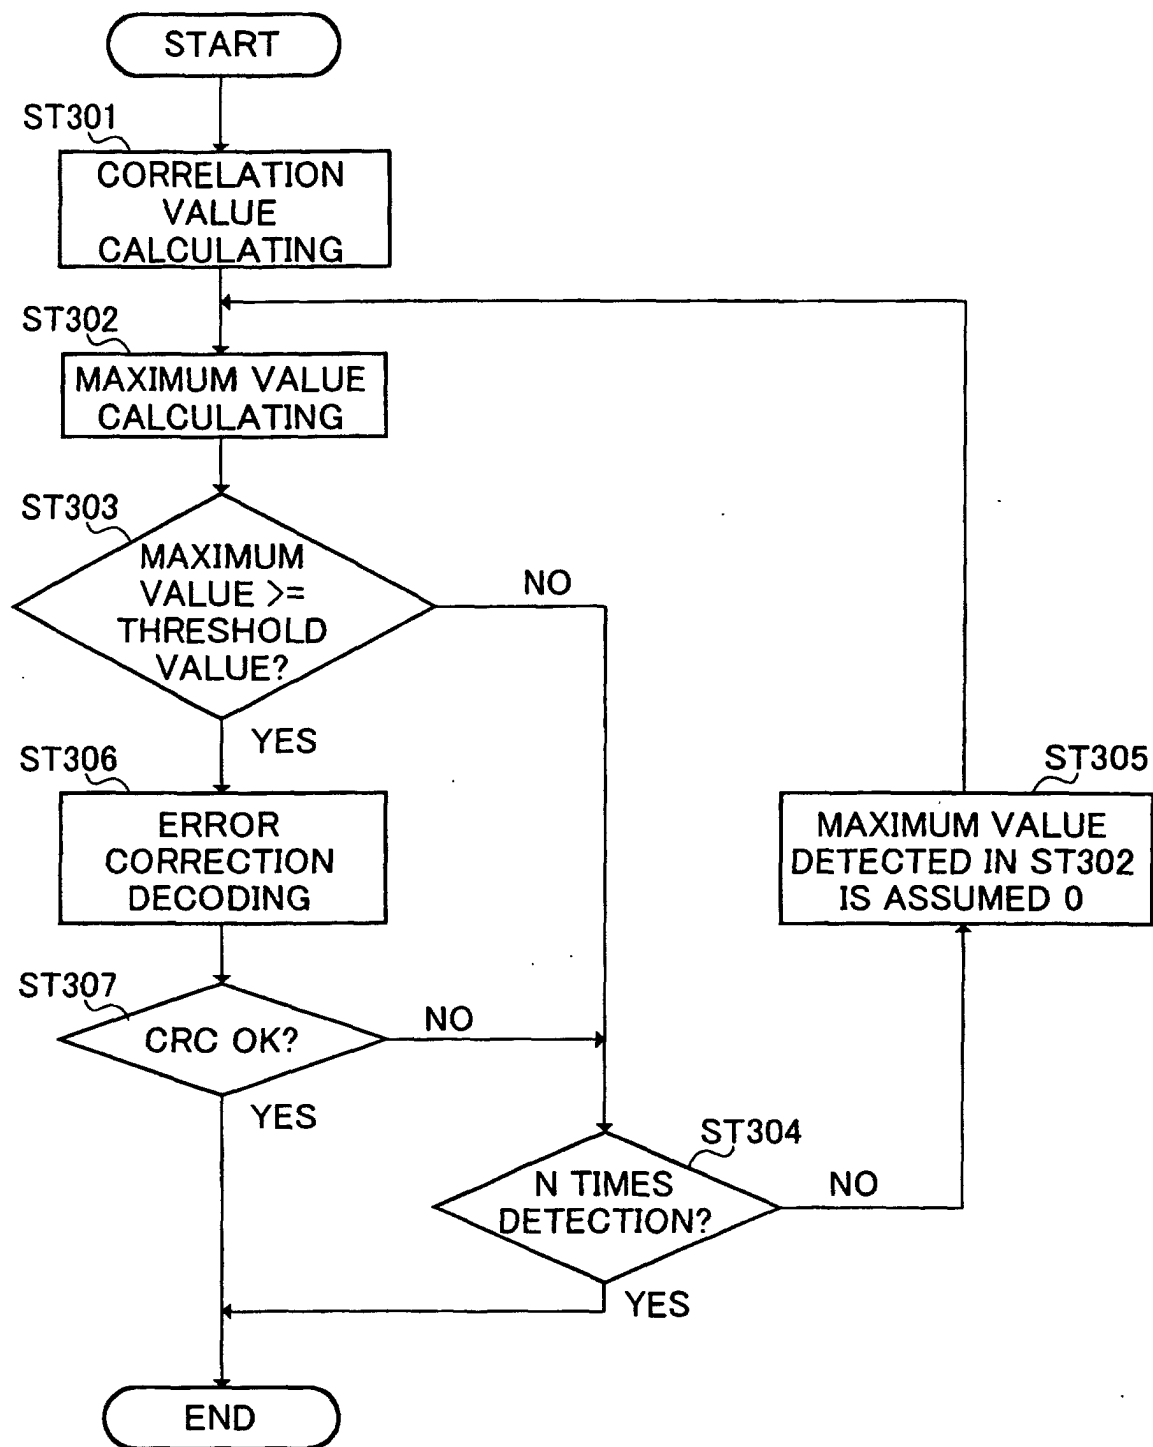 START
ST301
CORRELATION
VALUE
CALCULATING
ST302
MAXIMUM VALUE
CALCULATING
ST303
MAXIMUM
VALUE >=
THRESHOLD
VALUE?
NO
YES
ST306
ERROR
CORRECTION
DECODING
ST305
MAXIMUM VALUE
DETECTED IN ST302
IS ASSUMED 0
ST307
CRC OK?
NO
YES
ST304
N TIMES
DETECTION?
NO
YES
END